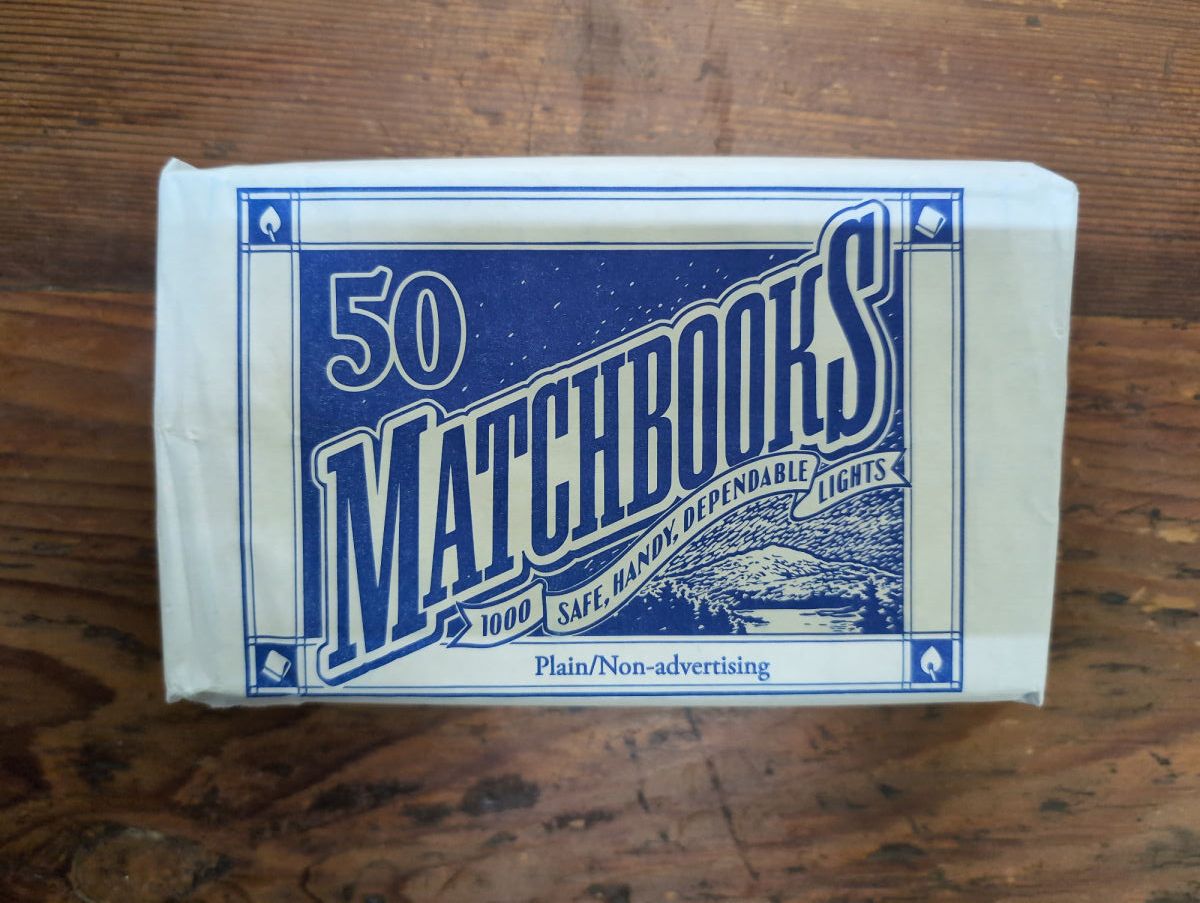 50
MATCHBOOKS
1000 SAFE, HANDY, DEPENDABLE LIGHTS
Plain/Non-advertising